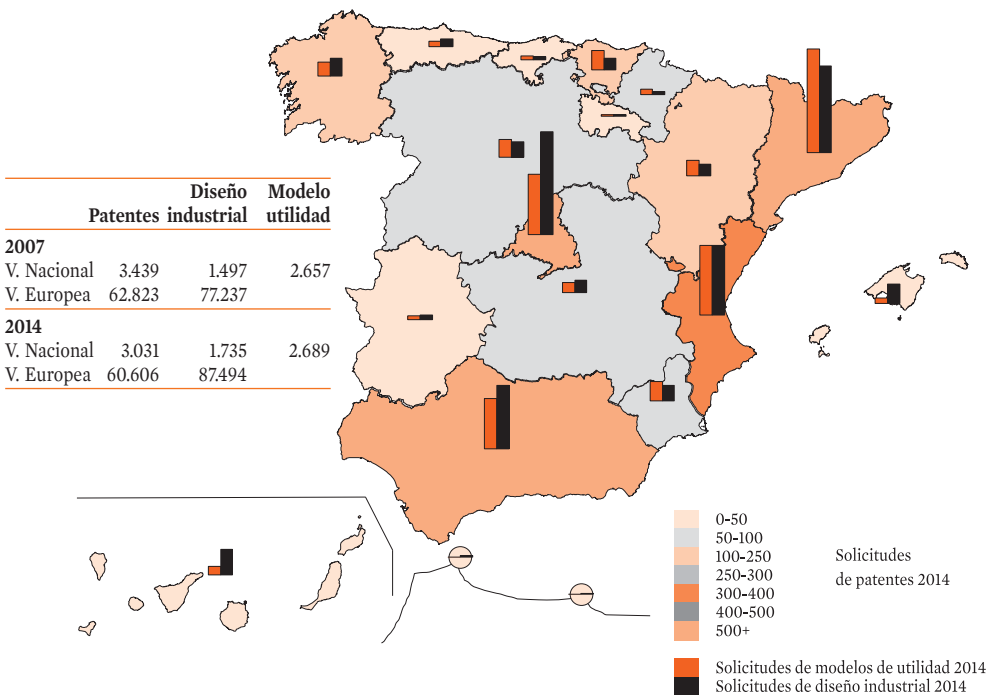 Diseño Modelo
Patentes industrial utilidad
2007
V. Nacional 3.439 1.497 2.657
V. Europea 62.823 77.237
2014
V. Nacional 3.031 1.735 2.689
V. Europea 60.606 87.494
0-50
50-100
100-250
250-300
300-400
400-500
500+
Solicitudes
de patentes 2014
Solicitudes de modelos de utilidad 2014
Solicitudes de diseño industrial 2014